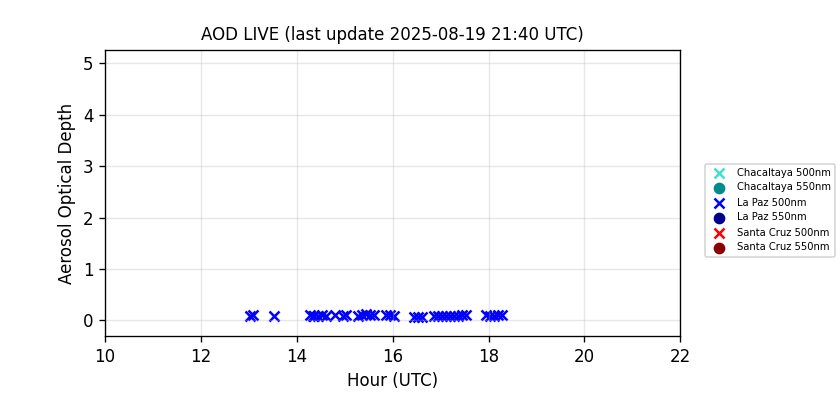 AOD LIVE (last update 2025-08-19 21:40 UTC)
5
4
3
2
1
0
Aerosol Optical Depth
10 12 14 16 18 20 22
Hour (UTC)
Chacaltaya 500nm
Chacaltaya 550nm
La Paz 500nm
La Paz 550nm
Santa Cruz 500nm
Santa Cruz 550nm